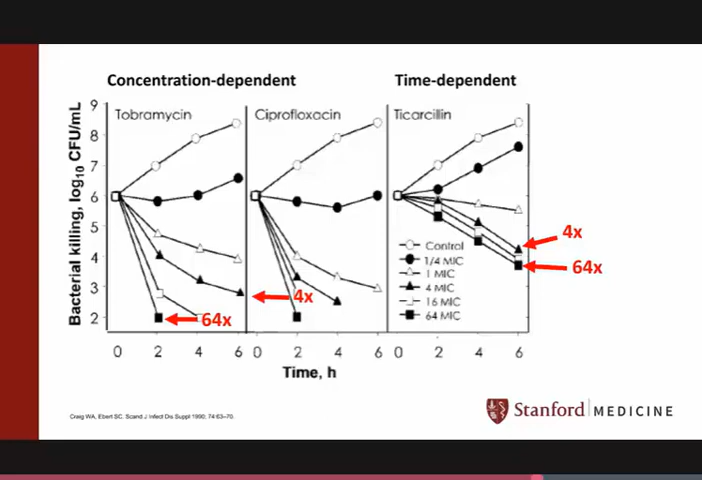 Concentration-dependent
Time-dependent
Bacterial killing, log10 CFU/mL
9
8
7
6
5
4
3
2
Tobramycin
Ciprofloxacin
Ticarcillin
Control
1/4 MIC
1 MIC
4 MIC
16 MIC
64 MIC
64x
4x
4x
64x
0 2 4 6 0 2 4 6 0 2 4 6
Time, h
Craig WA, Ebert SC. Scand J Infect Dis Suppl 1990; 74:63–70.
Stanford MEDICINE